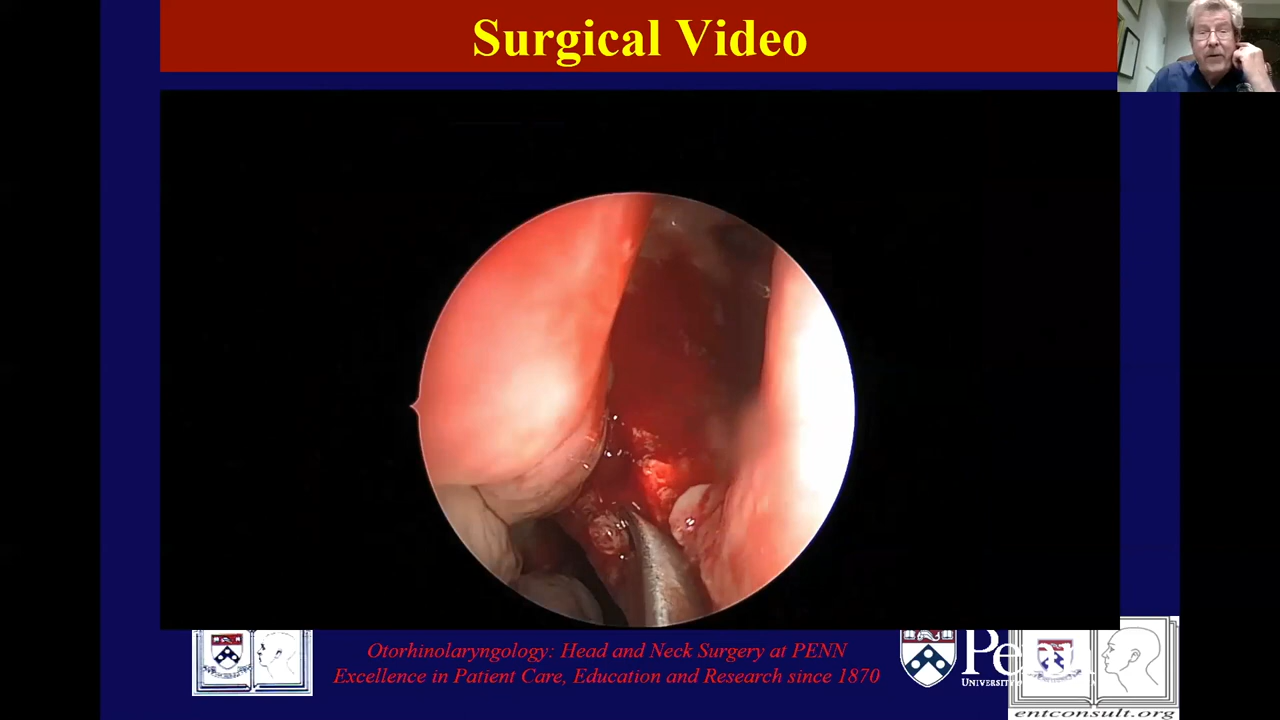 Surgical Video
Otorhinolaryngology: Head and Neck Surgery at PENN
Excellence in Patient Care, Education and Research since 1870
Penn
UNIVERSITY
entconsult.org